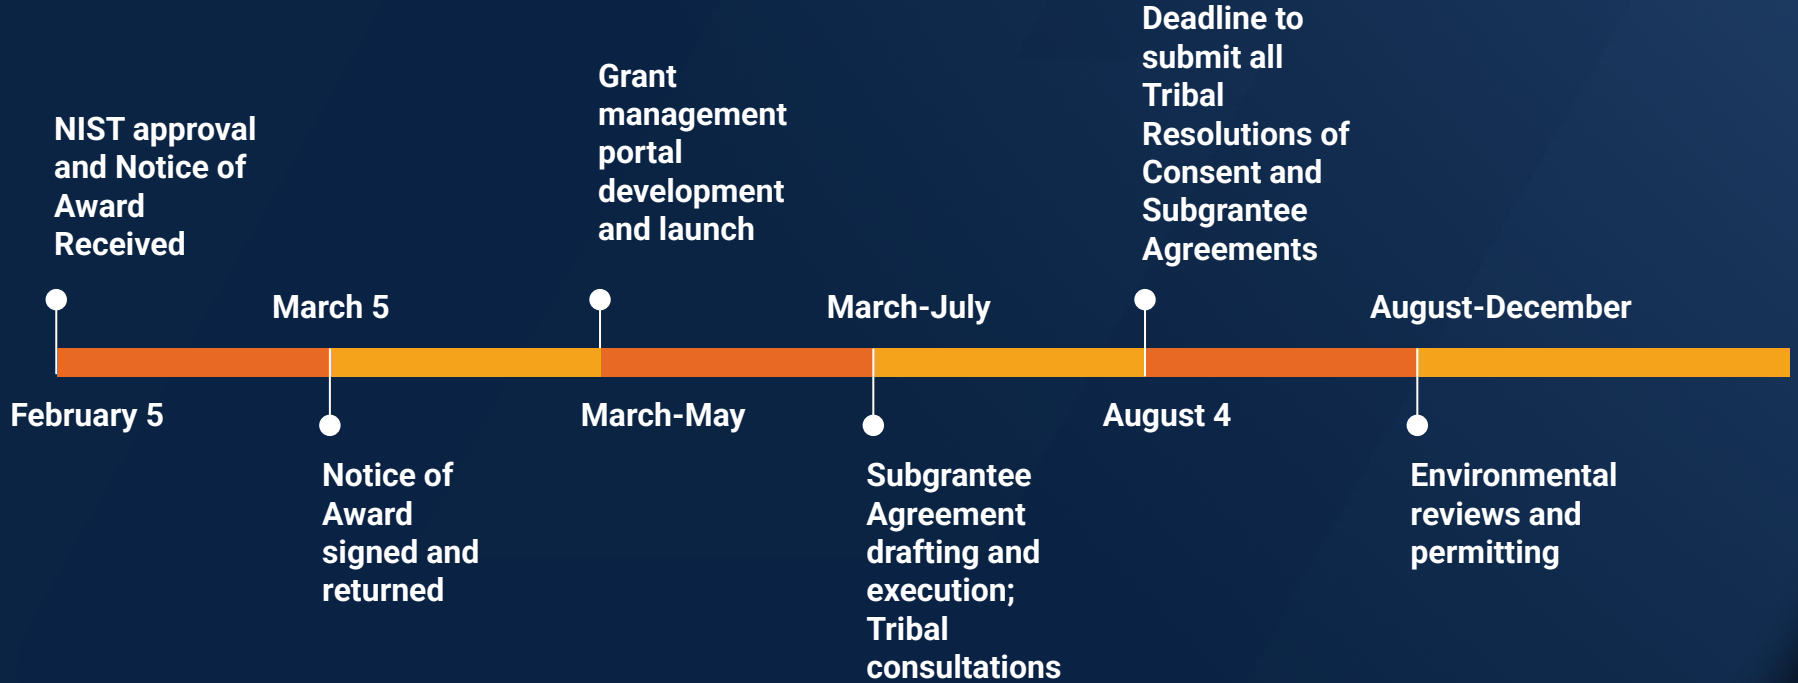 NIST approval
and Notice of
Award
Received
February 5
March 5
Notice of
Award
signed and
returned
Grant
management
portal
development
and launch
March-May
March-July
Subgrantee
Agreement
drafting and
execution;
Tribal
consultations
Deadline to
submit all
Tribal
Resolutions of
Consent and
Subgrantee
Agreements
August 4
August-December
Environmental
reviews and
permitting